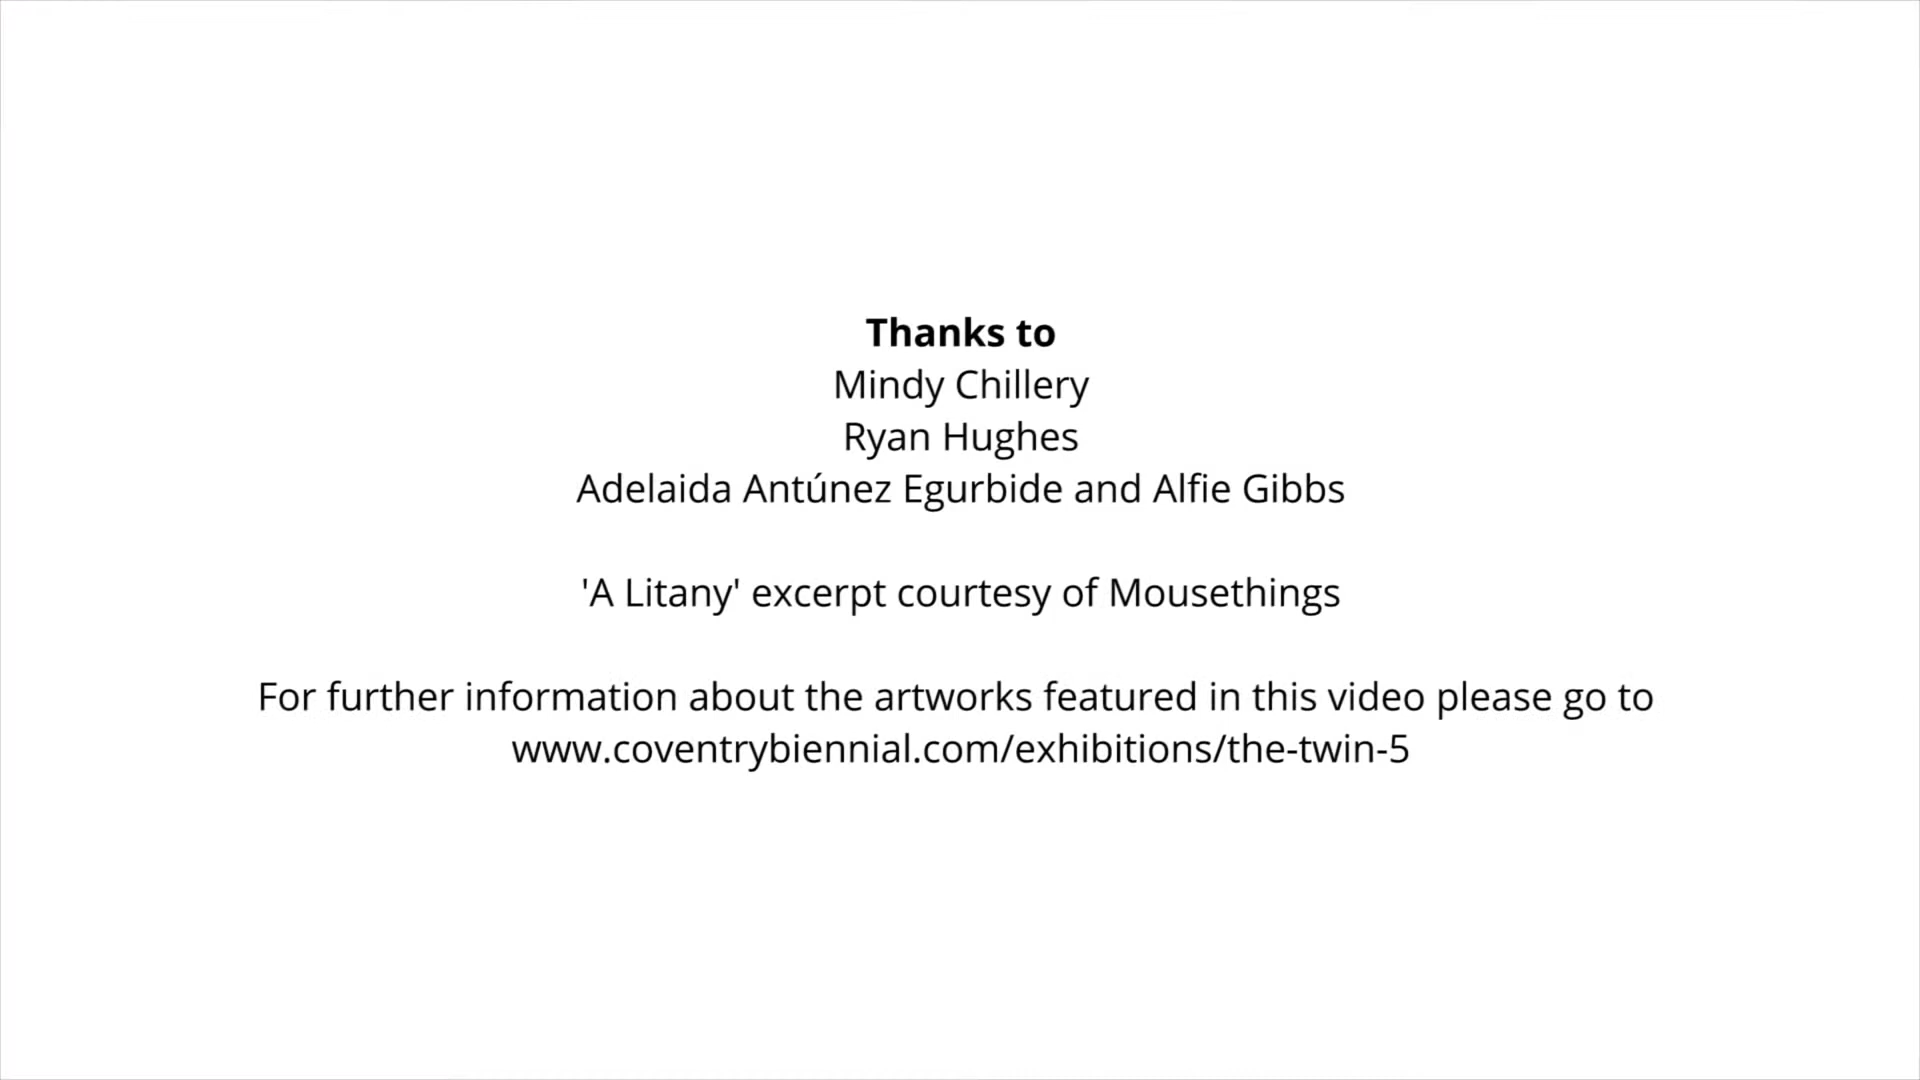 Thanks to
Mindy Chillery
Ryan Hughes
Adelaida Antúnez Egurbide and Alfie Gibbs
'A Litany' excerpt courtesy of Mousethings
For further information about the artworks featured in this video please go to
www.coventrybiennial.com/exhibitions/the-twin-5